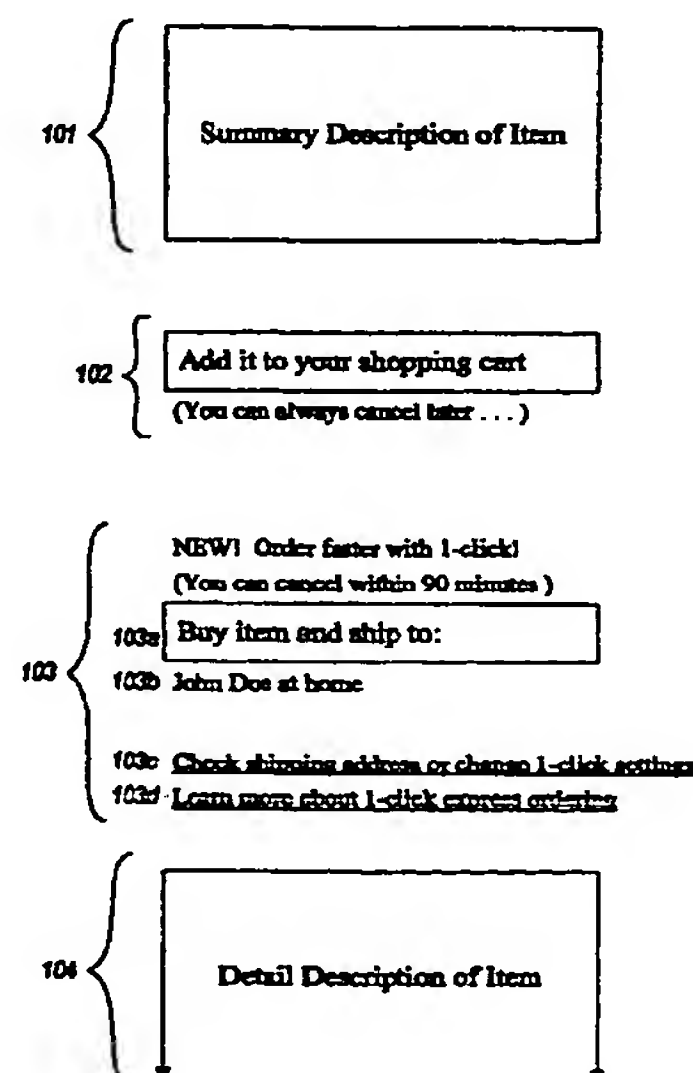 101
Summary Description of Item
102
Add it to your shopping cart
(You can always cancel later . . . )
103
NEW! Order faster with 1-click!
(You can cancel within 90 minutes )
103a Buy item and ship to:
103b John Doe at home
103c Check shipping address or change 1-click settings
103d Learn more about 1-click express ordering
104
Detail Description of Item